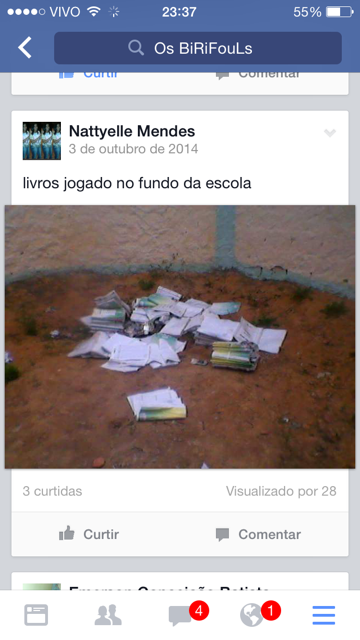 VIVO 23:37 55%
Os BiRiFouLs
Curtir Comentar
Nattyelle Mendes
3 de outubro de 2014
livros jogado no fundo da escola
3 curtidas Visualizado por 28
Curtir Comentar
4 1